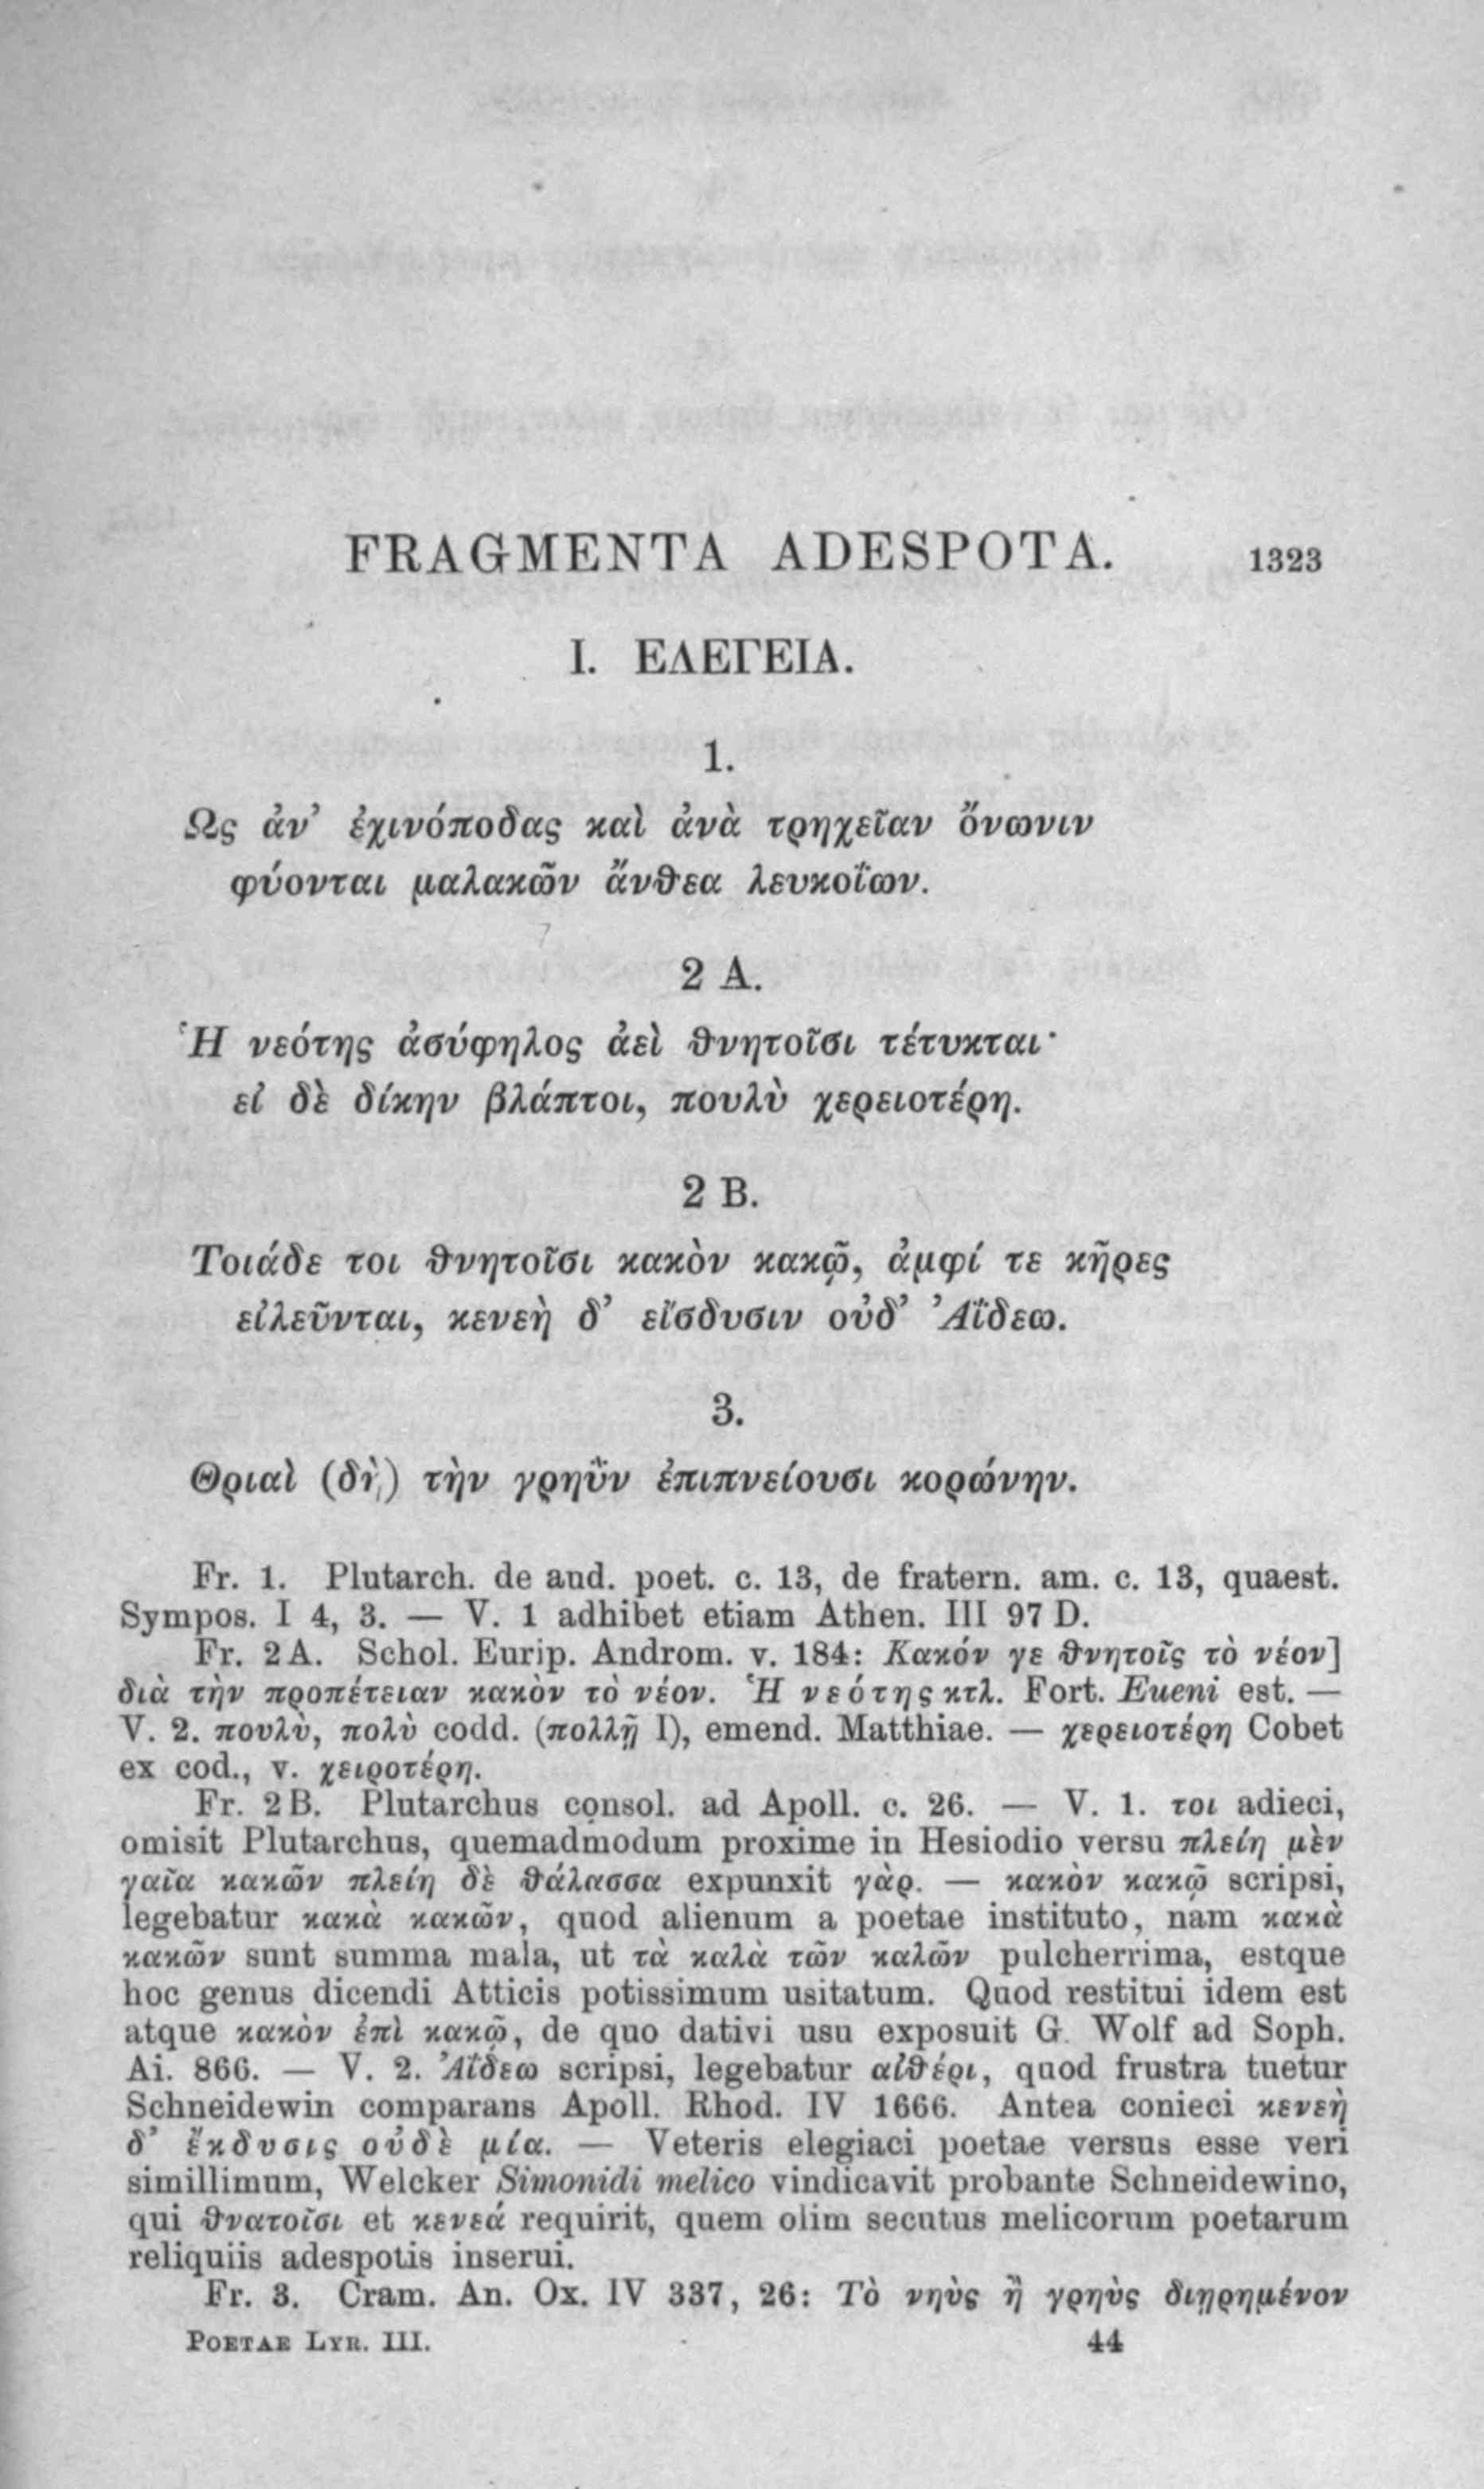 FRAGMENTA ADESPOTA. 1323
I. ΕΛΕΓΕΙΑ.
1.
Ως ἀν’ ἐχινόποδας καὶ ἀνὰ τρηχεῖαν ὄνωνιν
φύονται μαλακῶν ἄνθεα λευκοΐων.
2 A.
Ἡ νεότης ἀσύφηλος ἀεὶ θνητοῖσι τέτυκται·
εἰ δὲ δίκην βλάπτοι, πουλὺ χερειοτέρη.
2 B.
Τοιάδε τοι θνητοῖσι κακὸν κακῷ, ἀμφί τε κῆρες
εἰλεῦνται, κενεὴ δ’ εἴσδυσιν οὐδ’ Ἀΐδεω.
3.
Θριαὶ (δὴ) τὴν γρηῢν ἐπιπνείουσι κορώνην.
Fr. 1. Plutarch. de aud. poet. c. 13, de fratern. am. c. 13, quaest.
Sympos. I 4, 3. — V. 1 adhibet etiam Athen. III 97 D.
Fr. 2 A. Schol. Eurip. Androm. v. 184: Κακόν γε θνητοῖς τὸ νέον]
διὰ τὴν προπέτειαν κακὸν τὸ νέον. Ἡ νεότης κτλ. Fort. Eueni est. —
V. 2. πουλὺ, πολὺ codd. (πολλῇ I), emend. Matthiae. — χερειοτέρη Cobet
ex cod., v. χειροτέρη.
Fr. 2 B. Plutarchus consol. ad Apoll. c. 26. — V. 1. τοι adieci,
omisit Plutarchus, quemadmodum proxime in Hesiodio versu πλείη μὲν
γαῖα κακῶν πλείη δὲ θάλασσα expunxit γὰρ. — κακὸν κακῷ scripsi,
legebatur κακὰ κακῶν, quod alienum a poetae instituto, nam κακὰ
κακῶν sunt summa mala, ut τὰ καλὰ τῶν καλῶν pulcherrima, estque
hoc genus dicendi Atticis potissimum usitatum. Quod restitui idem est
atque κακὸν ἐπὶ κακῷ, de quo dativi usu exposuit G. Wolf ad Soph.
Ai. 866. — V. 2. Ἀΐδεω scripsi, legebatur αἰθέρι, quod frustra tuetur
Schneidewin comparans Apoll. Rhod. IV 1666. Antea conieci κενεὴ
δ’ ἔκδυσις οὐδὲ μία. — Veteris elegiaci poetae versus esse veri
simillimum, Welcker Simonidi melico vindicavit probante Schneidewino,
qui θνατοῖσι et κενεά requirit, quem olim secutus melicorum poetarum
reliquiis adespotis inserui.
Fr. 3. Cram. An. Ox. IV 337, 26: Τὸ νηὺς ἢ γρηὺς διῃρημένον
POETAE LYR. III. 44